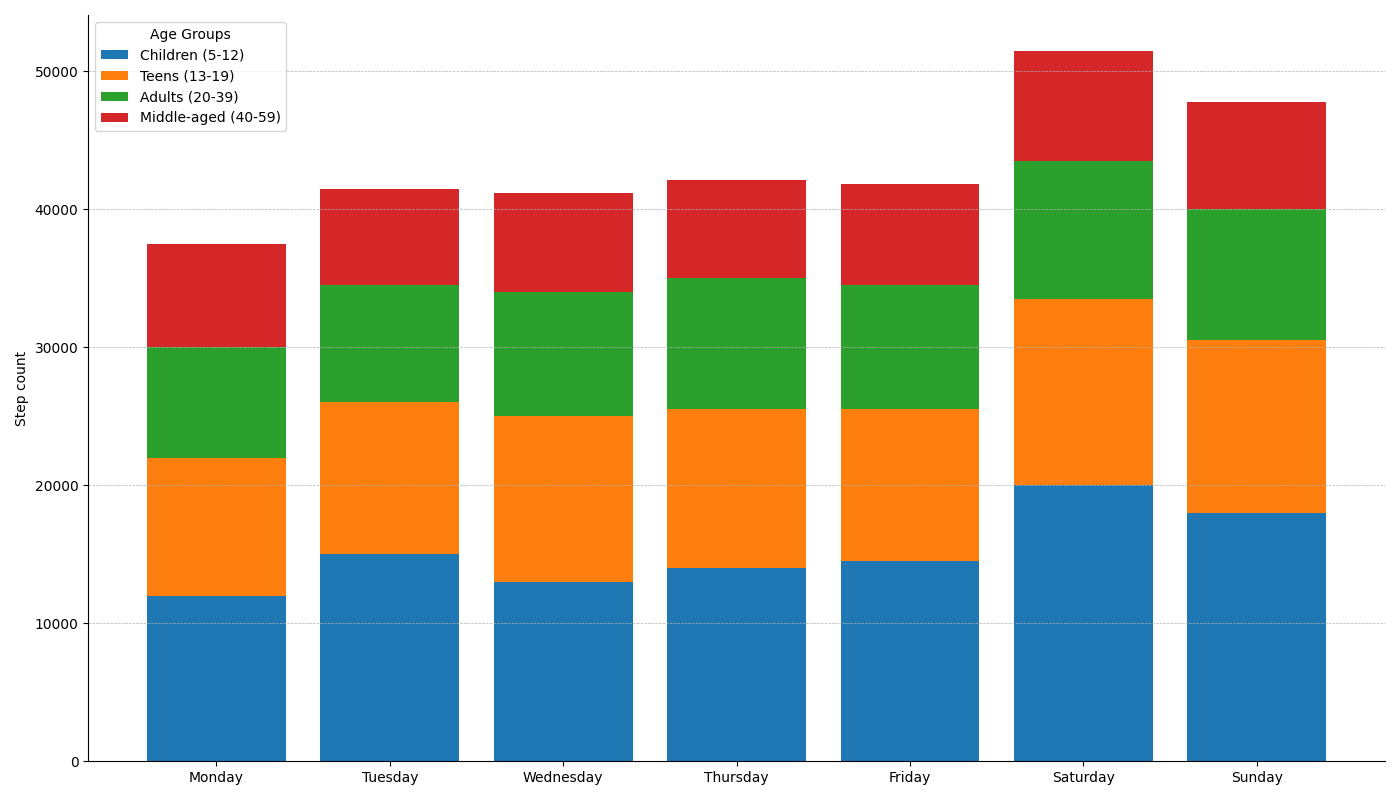 Age Groups
Children (5-12)
Teens (13-19)
Adults (20-39)
Middle-aged (40-59)
Step count
50000
40000
30000
20000
10000
0
Monday
Tuesday
Wednesday
Thursday
Friday
Saturday
Sunday